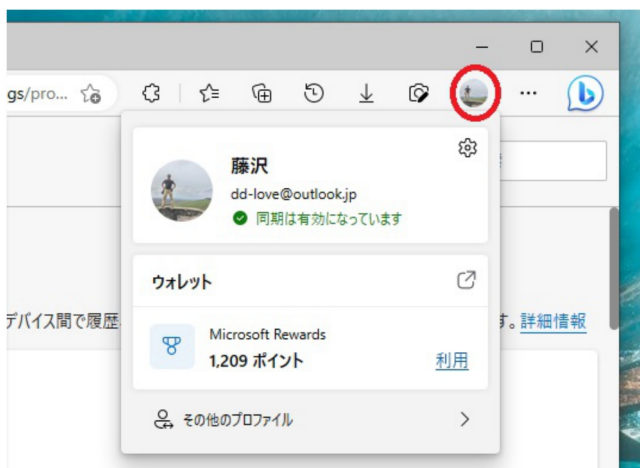 gs/pro...
藤沢
dd-love@outlook.jp
同期は有効になっています
ウォレット
デバイス間で履歴
す。詳細情報
Microsoft Rewards
1,209 ポイント
利用
その他のプロファイル